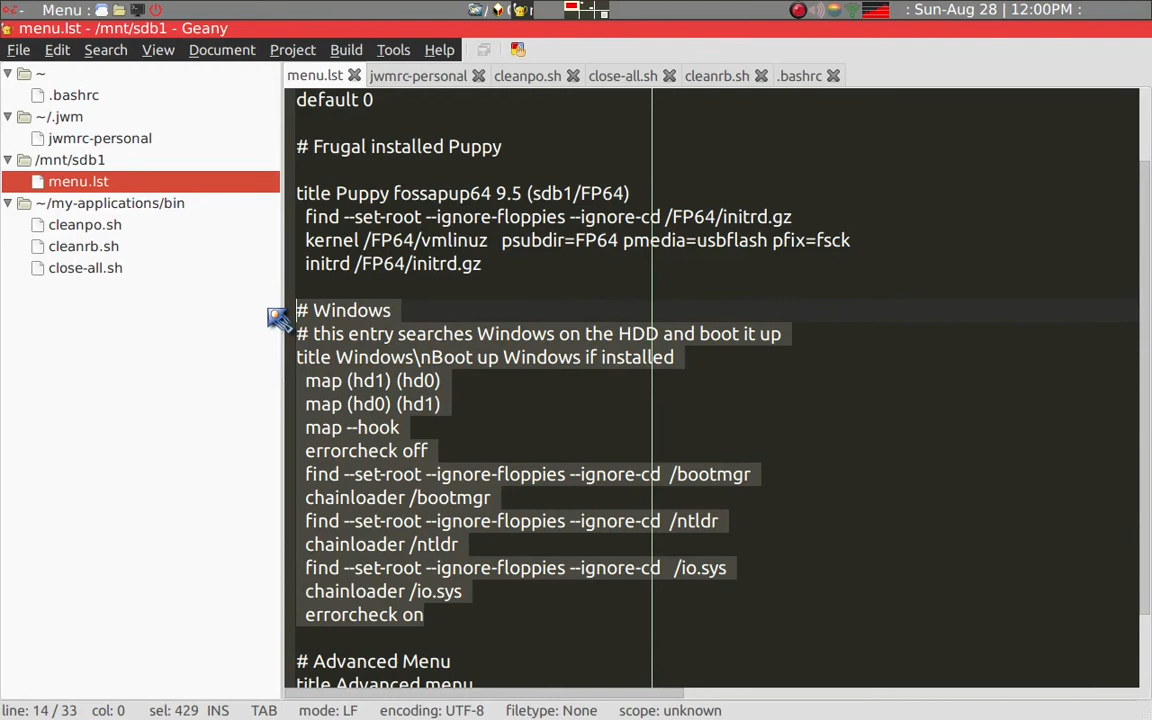 Menu :
: Sun-Aug 28 | 12:00PM :
menu.lst - /mnt/sdb1 - Geany
File Edit Search View Document Project Build Tools Help
~
.bashrc
~/.jwm
jwmrc-personal
/mnt/sdb1
menu.lst
~/my-applications/bin
cleanpo.sh
cleanrb.sh
close-all.sh
menu.lst jwmrc-personal cleanpo.sh close-all.sh cleanrb.sh .bashrc
default 0
# Frugal installed Puppy
title Puppy fossapup64 9.5 (sdb1/FP64)
find --set-root --ignore-floppies --ignore-cd /FP64/initrd.gz
kernel /FP64/vmlinuz psubdir=FP64 pmedia=usbflash pfix=fsck
initrd /FP64/initrd.gz
# Windows
# this entry searches Windows on the HDD and boot it up
title Windows\nBoot up Windows if installed
map (hd1) (hd0)
map (hd0) (hd1)
map --hook
errorcheck off
find --set-root --ignore-floppies --ignore-cd /bootmgr
chainloader /bootmgr
find --set-root --ignore-floppies --ignore-cd /ntldr
chainloader /ntldr
find --set-root --ignore-floppies --ignore-cd /io.sys
chainloader /io.sys
errorcheck on
# Advanced Menu
title Advanced menu
line: 14 / 33 col: 0 sel: 429 INS TAB mode: LF encoding: UTF-8 filetype: None scope: unknown